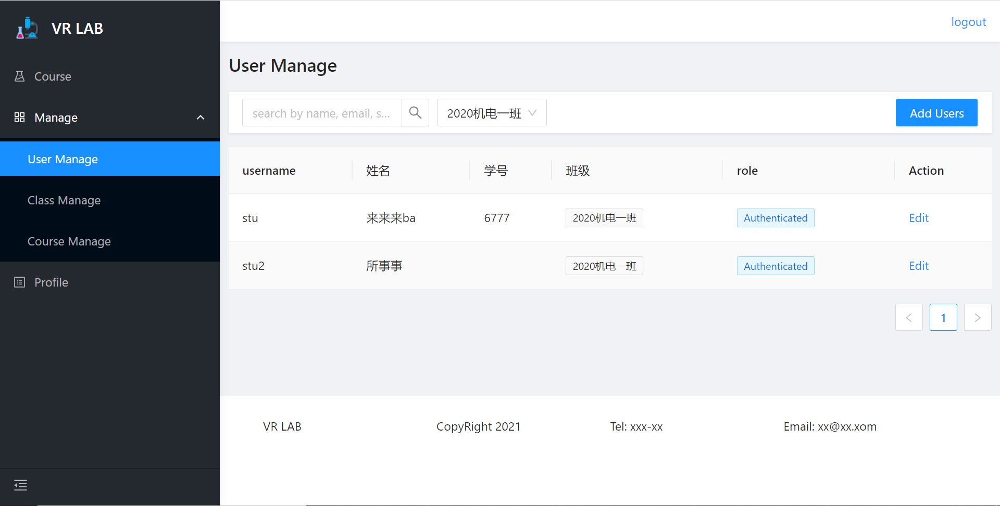 VR LAB
logout
Course
Manage
User Manage
Class Manage
Course Manage
Profile
User Manage
search by name, email, s...
2020机电一班
Add Users
username 姓名 学号 班级 role Action
stu 来来来ba 6777 2020机电一班 Authenticated Edit
stu2 所事事 2020机电一班 Authenticated Edit
1
VR LAB CopyRight 2021 Tel: xxx-xx Email: xx@xx.xom